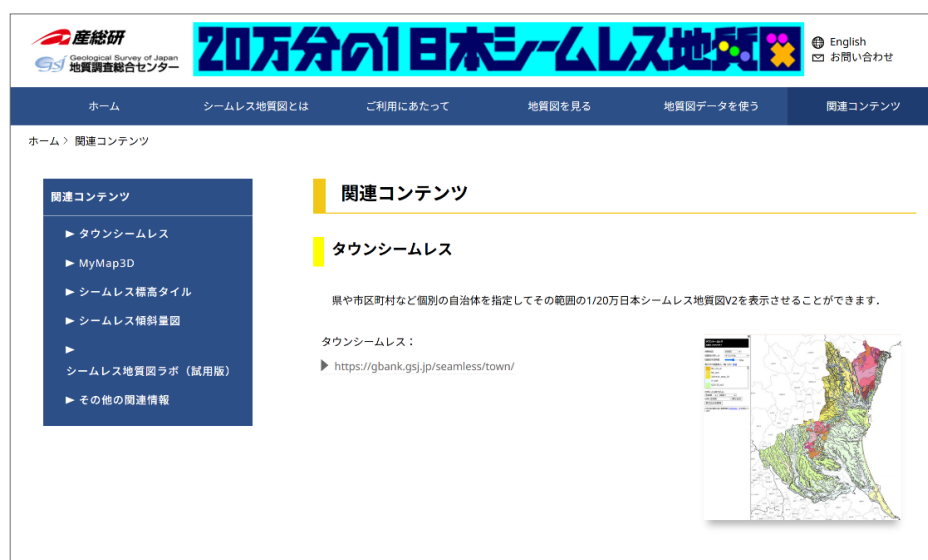 産総研
Geological Survey of Japan
地質調査総合センター
20万分の1日本シームレス地質図
English
お問い合わせ
ホーム
シームレス地質図とは
ご利用にあたって
地質図を見る
地質図データを使う
関連コンテンツ
ホーム > 関連コンテンツ
関連コンテンツ
▶ タウンシームレス
▶ MyMap3D
▶ シームレス標高タイル
▶ シームレス傾斜量図
▶
シームレス地質図ラボ（試用版）
▶ その他の関連情報
関連コンテンツ
タウンシームレス
県や市区町村など個別の自治体を指定してその範囲の1/20万日本シームレス地質図V2を表示させることができます．
タウンシームレス：
▶ https://gbank.gsj.jp/seamless/town/